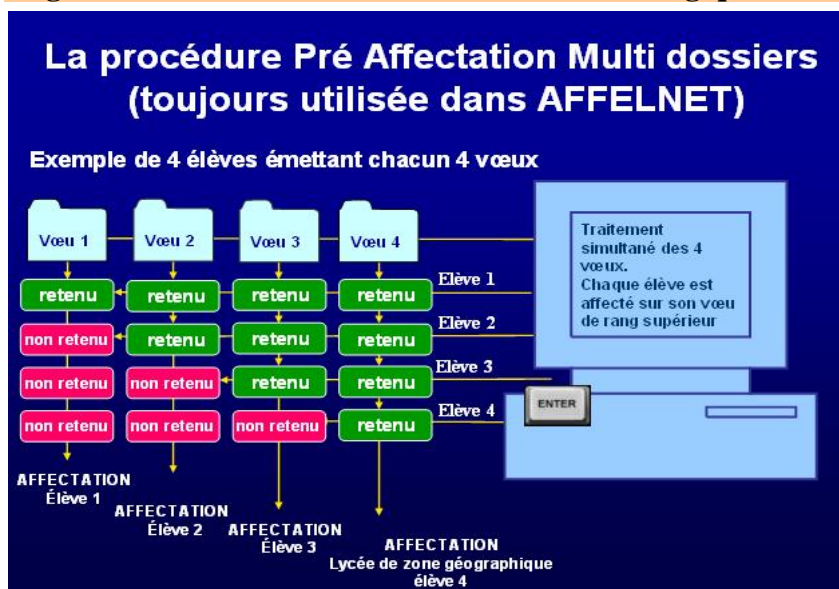 La procédure Pré Affectation Multi dossiers
(toujours utilisée dans AFFELNET)
Exemple de 4 élèves émettant chacun 4 vœux
Vœu 1
Vœu 2
Vœu 3
Vœu 4
Traitement
simultané des 4
vœux.
Chaque élève est
affecté sur son vœu
de rang supérieur
retenu
retenu
retenu
retenu
Elève 1
non retenu
retenu
retenu
retenu
Elève 2
non retenu
non retenu
retenu
retenu
Elève 3
non retenu
non retenu
non retenu
retenu
Elève 4
ENTER
AFFECTATION
Élève 1
AFFECTATION
Élève 2
AFFECTATION
Élève 3
AFFECTATION
Lycée de zone géographique
élève 4